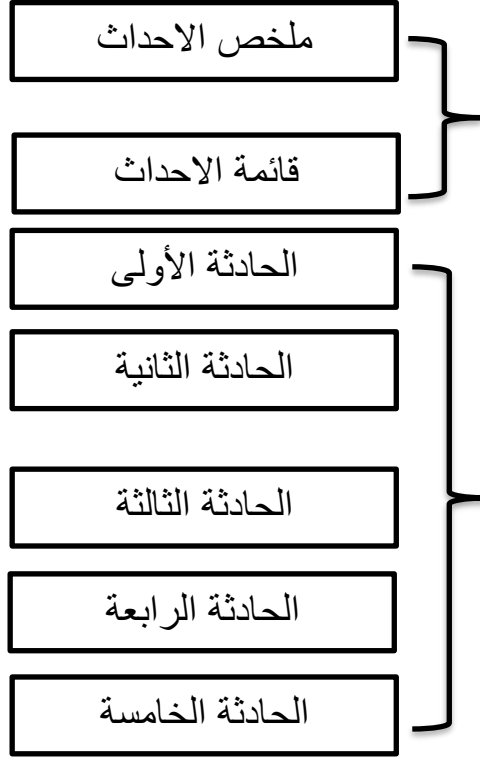 ملخص الاحداث
قائمة الاحداث
الحادثة الأولى
الحادثة الثانية
الحادثة الثالثة
الحادثة الرابعة
الحادثة الخامسة